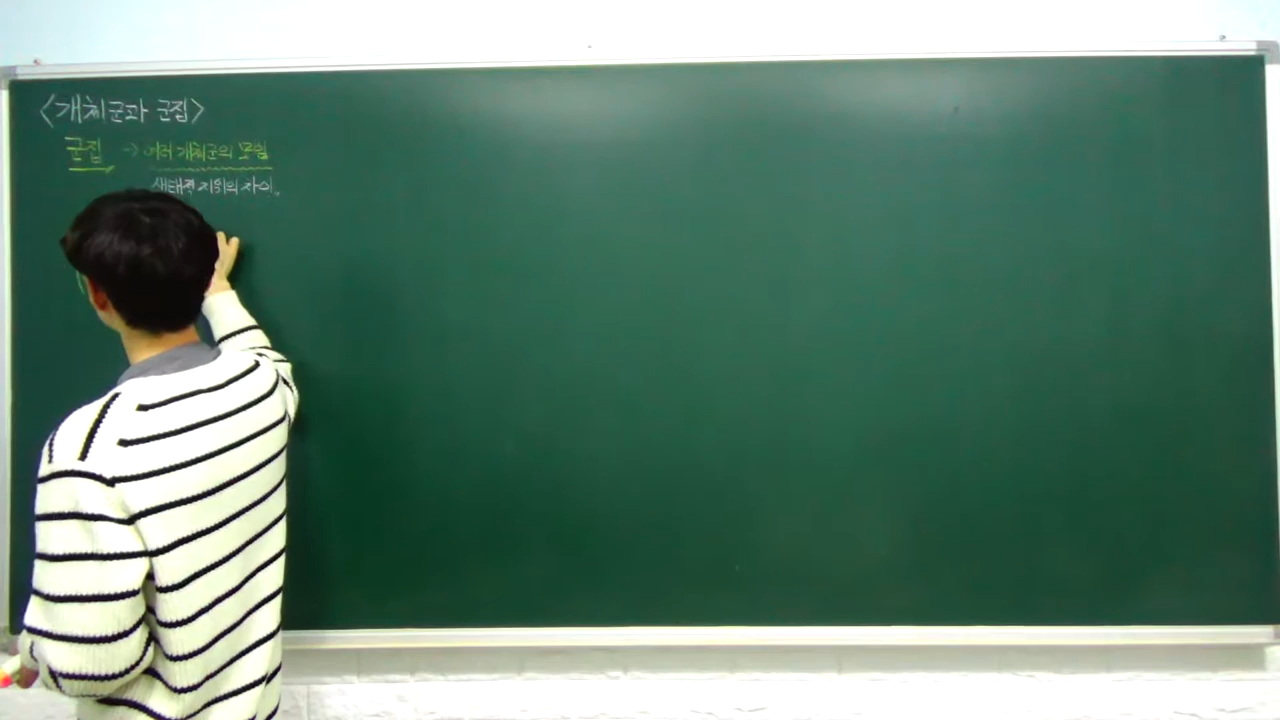 <개체군과 군집>
군집 → 여러 개체군의 모임
생태적 지위의 차이.